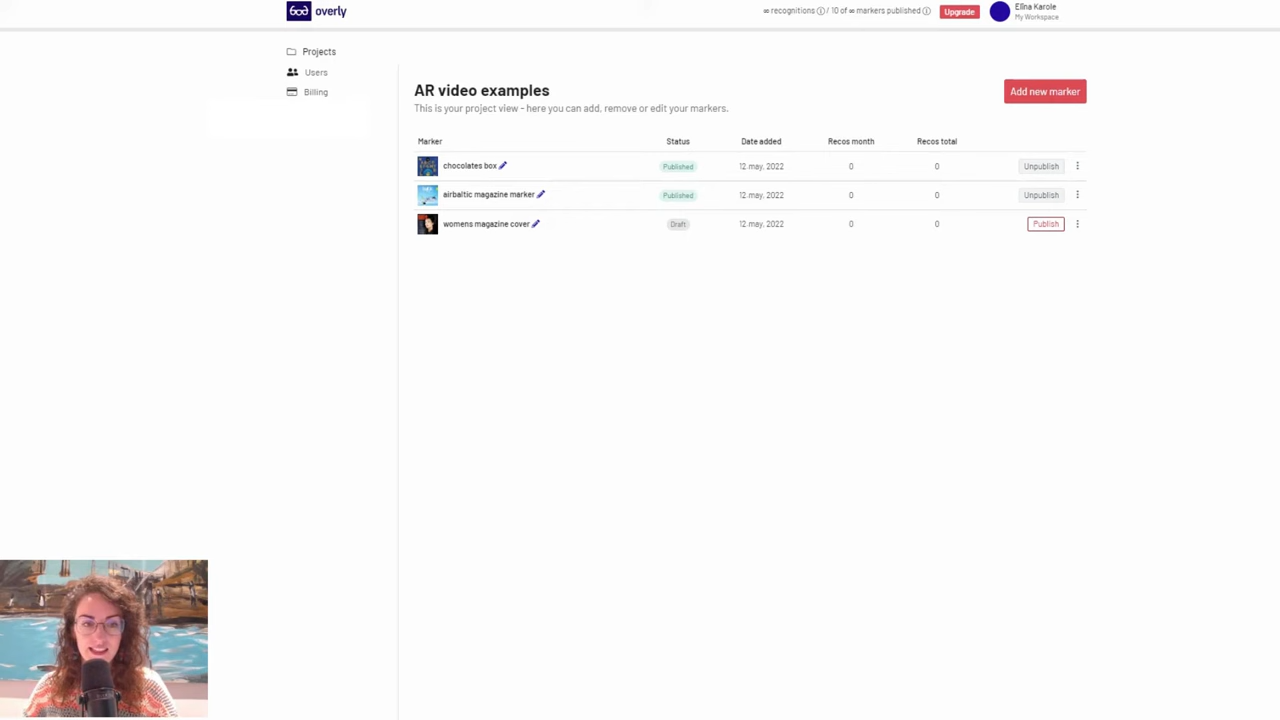 overly
∞ recognitions / 10 of ∞ markers published
Upgrade
Elīna Karole
My Workspace
Projects
Users
Billing
AR video examples
This is your project view - here you can add, remove or edit your markers.
Add new marker
Marker Status Date added Recos month Recos total
chocolates box Published 12 may. 2022 0 0 Unpublish
airbaltic magazine marker Published 12 may. 2022 0 0 Unpublish
womens magazine cover Draft 12 may. 2022 0 0 Publish